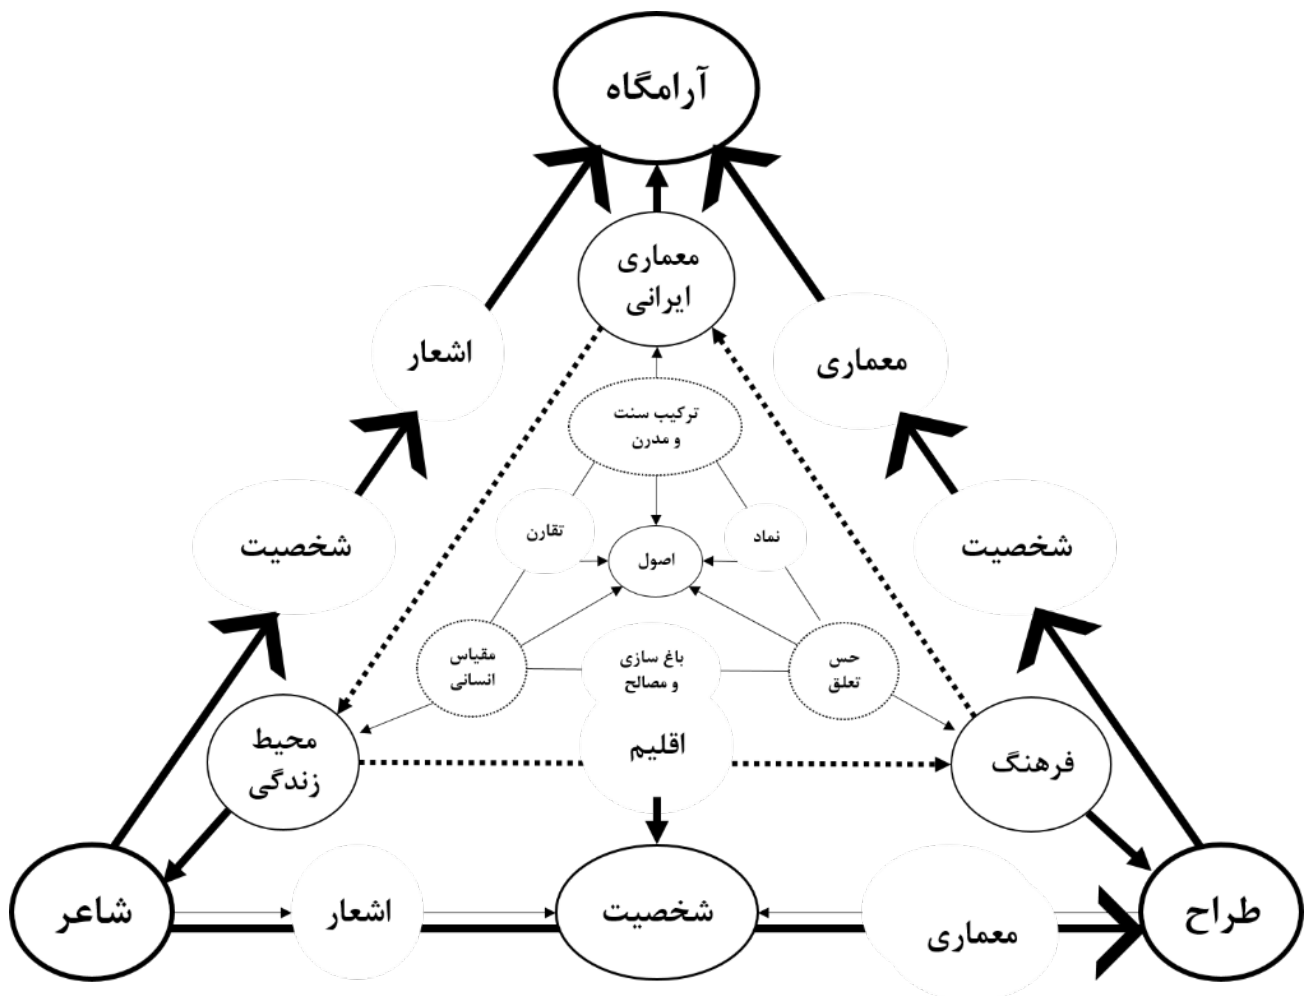 آرامگاه
معماری
ایرانی
اشعار
معماری
ترکیب سنت
و مدرن
شخصیت
شخصیت
تقارن
نماد
اصول
مقیاس
انسانی
باغ سازی
و مصالح
حس
تعلق
محیط
زندگی
اقلیم
فرهنگ
شاعر
اشعار
شخصیت
معماری
طراح